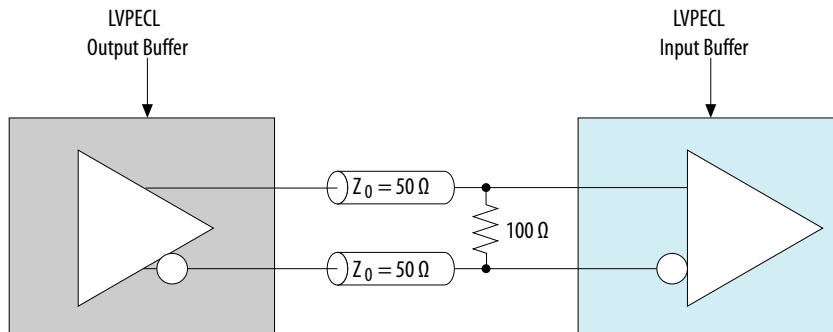 LVPECL
Output Buffer
LVPECL
Input Buffer
Z0 = 50 Ω
100 Ω
Z0 = 50 Ω